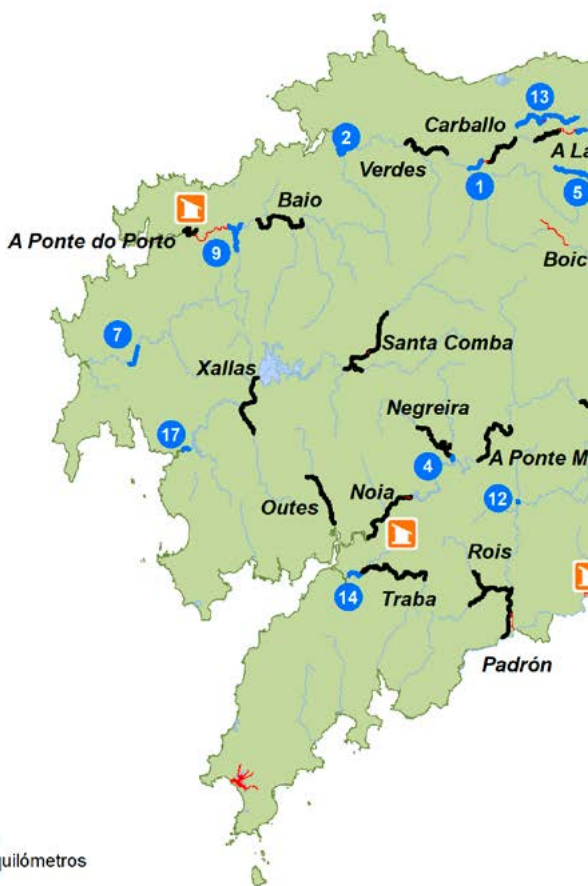 13
Carballo
2
A La
Verdes
1
5
Baio
A Ponte do Porto
9
Boic
7
Santa Comba
Xallas
Negreira
17
4
A Ponte M
12
Noia
Outes
Rois
14
Traba
Padrón
uilómetros